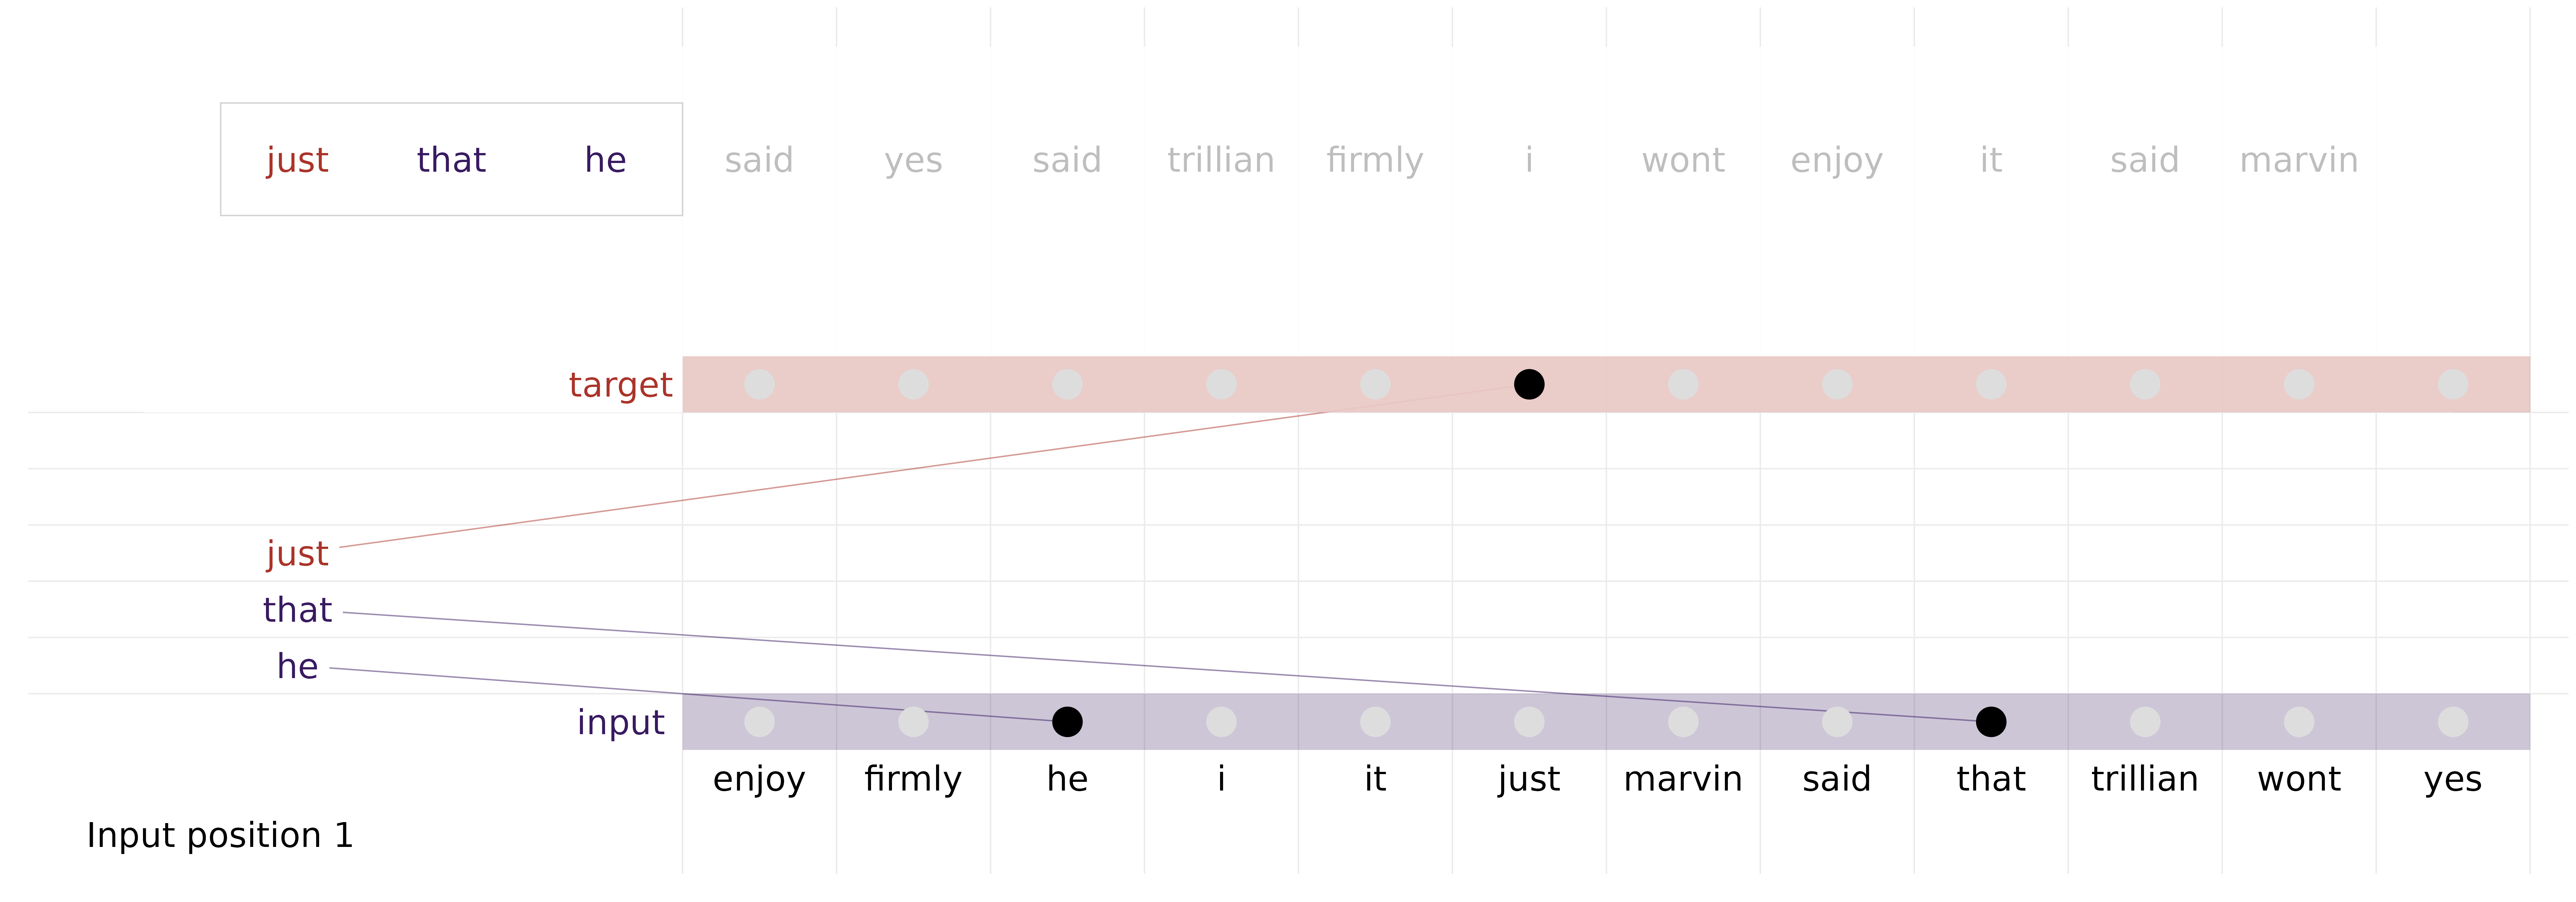 just that he said yes said trillian firmly i wont enjoy it said marvin
target
just
that
he
input
enjoy firmly he i it just marvin said that trillian wont yes
Input position 1